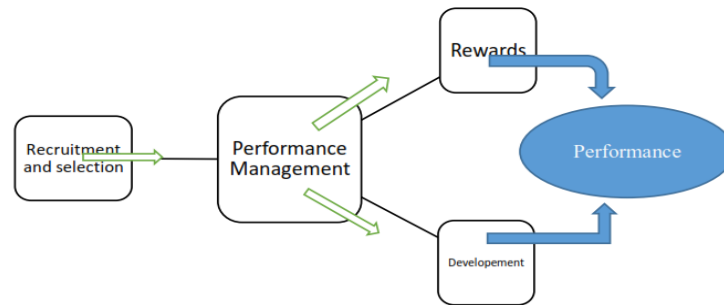 Rewards
Recruitment
and selection
Performance
Management
Performance
Developement